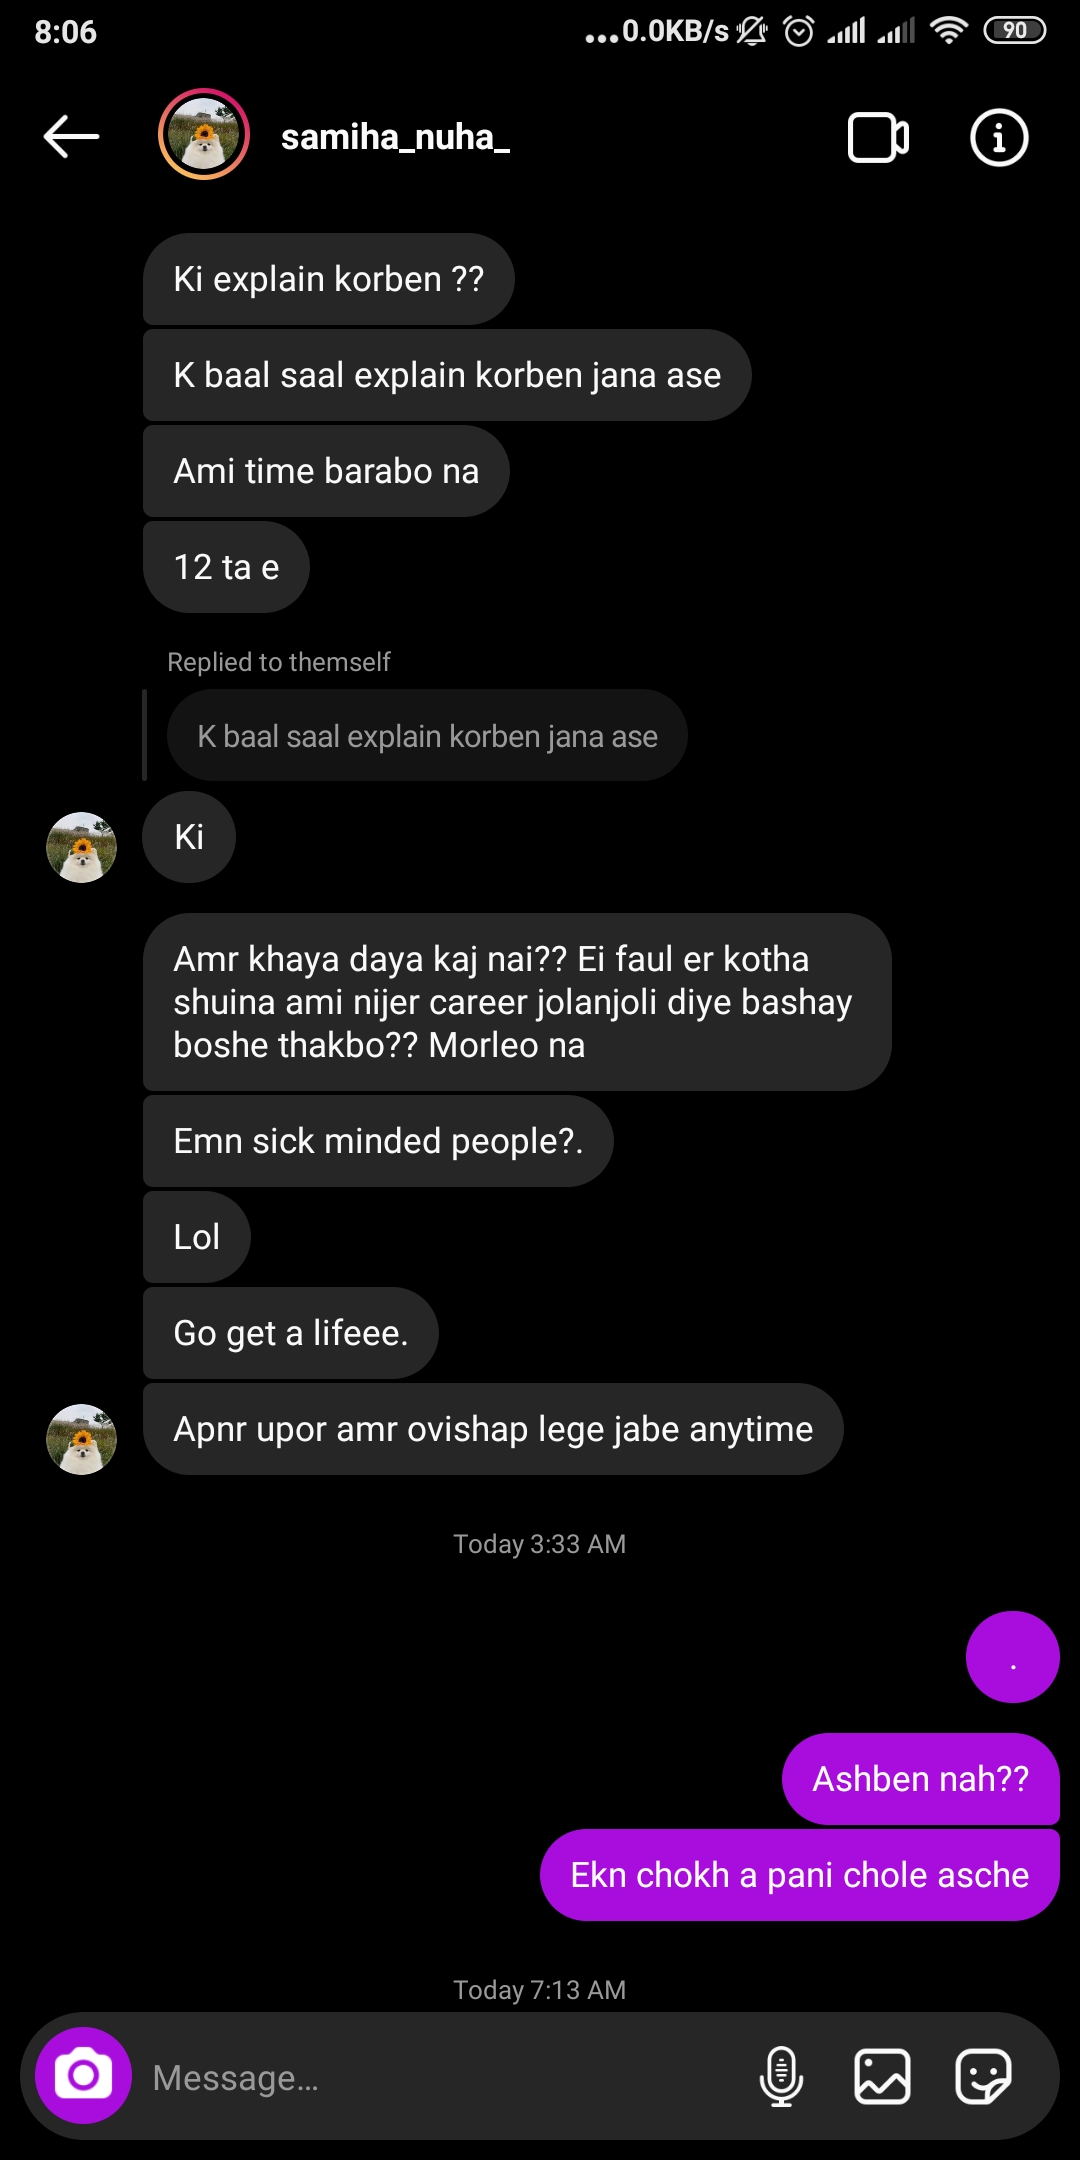 8:06
...0.0KB/s
90
samiha_nuha_
Ki explain korben ??
K baal saal explain korben jana ase
Ami time barabo na
12 ta e
Replied to themself
K baal saal explain korben jana ase
Ki
Amr khaya daya kaj nai?? Ei faul er kotha
shuina ami nijer career jolanjoli diye bashay
boshe thakbo?? Morleo na
Emn sick minded people?.
Lol
Go get a lifeee.
Apnr upor amr ovishap lege jabe anytime
Today 3:33 AM
.
Ashben nah??
Ekn chokh a pani chole asche
Today 7:13 AM
Message...